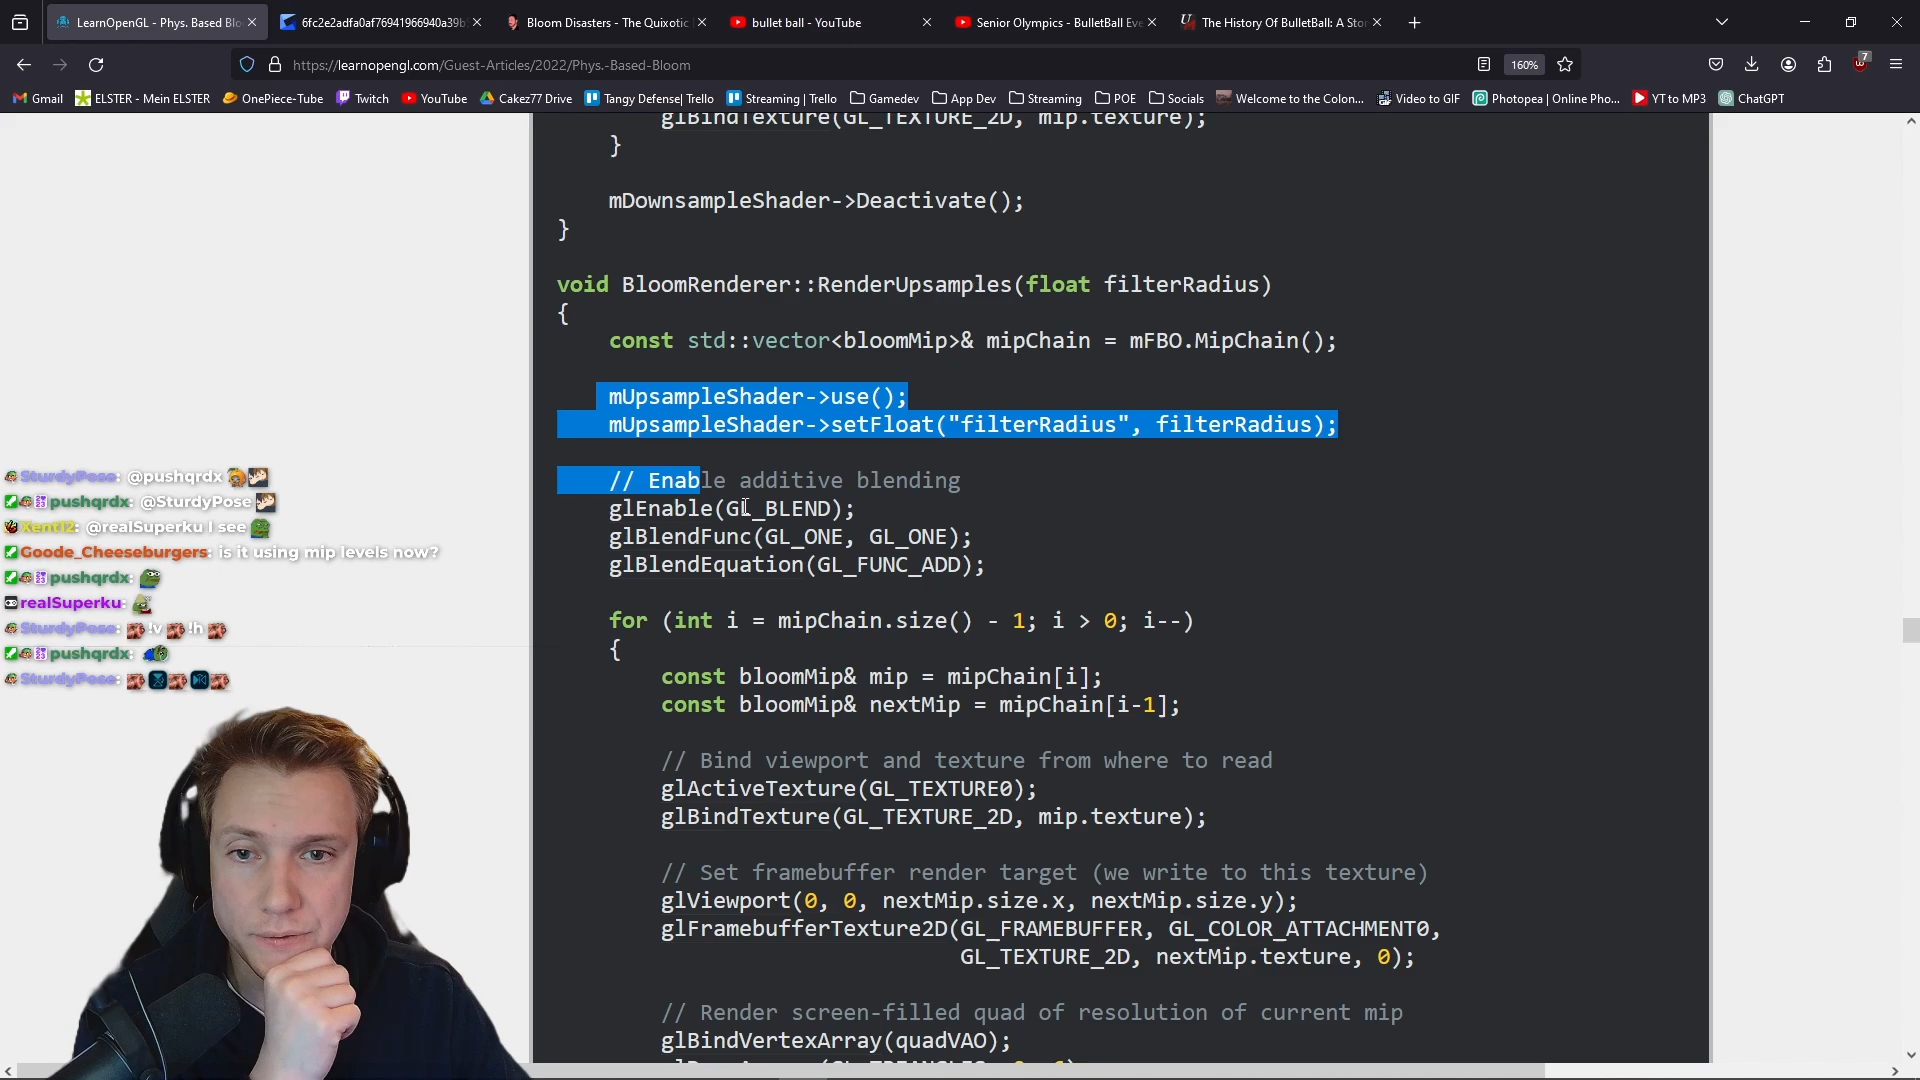 LearnOpenGL - Phys. Based Blo
6fc2e2adfa0af76941966940a39b
Bloom Disasters - The Quixotic
bullet ball - YouTube
Senior Olympics - BulletBall Eve
The History Of BulletBall: A Stor
https://learnopengl.com/Guest-Articles/2022/Phys.-Based-Bloom
160%
7
Gmail
ELSTER - Mein ELSTER
OnePiece-Tube
Twitch
YouTube
Cakez77 Drive
Tangy Defense| Trello
Streaming | Trello
Gamedev
App Dev
Streaming
POE
Socials
Welcome to the Colon...
Video to GIF
Photopea | Online Pho...
YT to MP3
ChatGPT
glBindTexture(GL_TEXTURE_2D, mip.texture);
}
mDownsampleShader->Deactivate();
}
void BloomRenderer::RenderUpsamples(float filterRadius)
{
const std::vector<bloomMip>& mipChain = mFBO.MipChain();
mUpsampleShader->use();
mUpsampleShader->setFloat("filterRadius", filterRadius);
// Enable additive blending
glEnable(GL_BLEND);
glBlendFunc(GL_ONE, GL_ONE);
glBlendEquation(GL_FUNC_ADD);
for (int i = mipChain.size() - 1; i > 0; i--)
{
const bloomMip& mip = mipChain[i];
const bloomMip& nextMip = mipChain[i-1];
// Bind viewport and texture from where to read
glActiveTexture(GL_TEXTURE0);
glBindTexture(GL_TEXTURE_2D, mip.texture);
// Set framebuffer render target (we write to this texture)
glViewport(0, 0, nextMip.size.x, nextMip.size.y);
glFramebufferTexture2D(GL_FRAMEBUFFER, GL_COLOR_ATTACHMENT0,
GL_TEXTURE_2D, nextMip.texture, 0);
// Render screen-filled quad of resolution of current mip
glBindVertexArray(quadVAO);
SturdyPose: @pushqrdx
pushqrdx: @SturdyPose
Xent12: @realSuperku I see
Goode_Cheeseburgers: is it using mip levels now?
pushqrdx:
realSuperku:
SturdyPose: !v !h
pushqrdx:
SturdyPose: